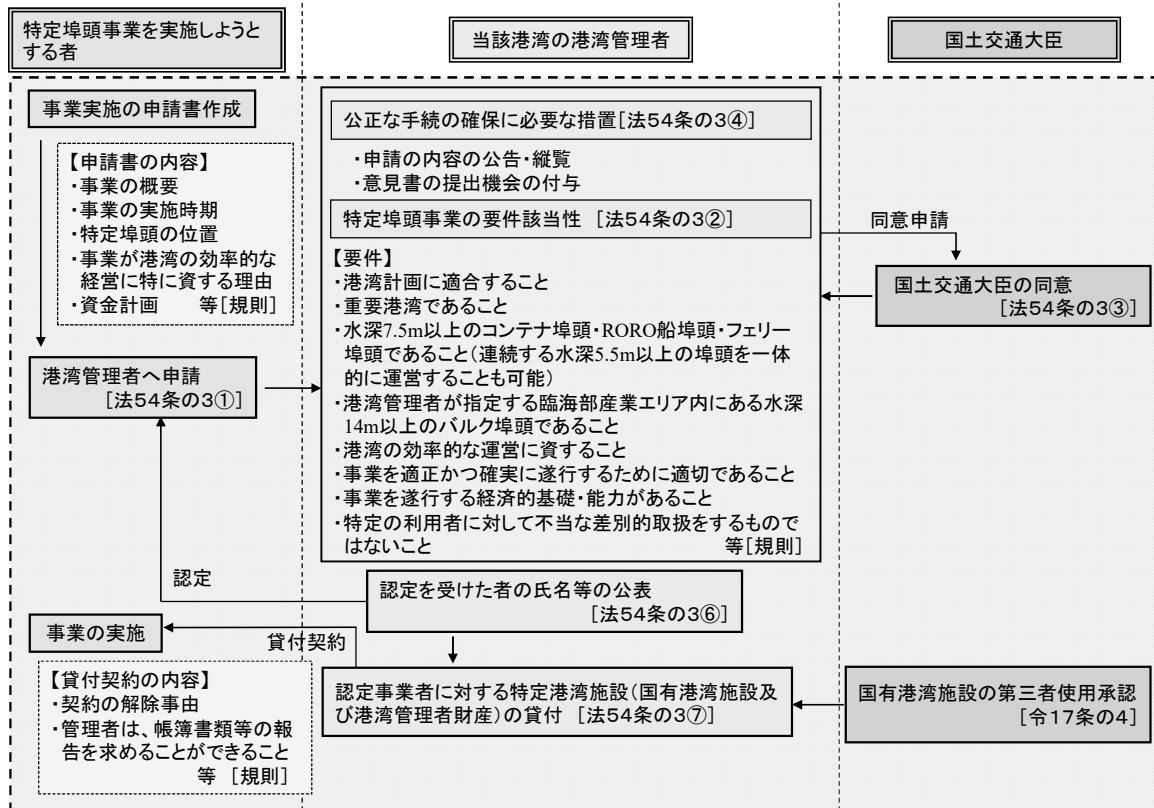 特定埠頭事業を実施しようと
する者
当該港湾の港湾管理者
国土交通大臣
事業実施の申請書作成
【申請書の内容】
・事業の概要
・事業の実施時期
・特定埠頭の位置
・事業が港湾の効率的な
経営に特に資する理由
・資金計画　　等[規則]
港湾管理者へ申請
[法54条の3①]
公正な手続の確保に必要な措置[法54条の3④]
・申請の内容の公告・縦覧
・意見書の提出機会の付与
特定埠頭事業の要件該当性 [法54条の3②]
【要件】
・港湾計画に適合すること
・重要港湾であること
・水深7.5m以上のコンテナ埠頭・RORO船埠頭・フェリー
埠頭であること(連続する水深5.5m以上の埠頭を一体
的に運営することも可能)
・港湾管理者が指定する臨海部産業エリア内にある水深
14m以上のバルク埠頭であること
・港湾の効率的な運営に資すること
・事業を適正かつ確実に遂行するために適切であること
・事業を遂行する経済的基礎・能力があること
・特定の利用者に対して不当な差別的取扱をするもので
はないこと　　等[規則]
同意申請
国土交通大臣の同意
[法54条の3③]
認定
認定を受けた者の氏名等の公表
[法54条の3⑥]
事業の実施
貸付契約
【貸付契約の内容】
・契約の解除事由
・管理者は、帳簿書類等の報
告を求めることができること
等 [規則]
認定事業者に対する特定港湾施設(国有港湾施設及
び港湾管理者財産)の貸付 [法54条の3⑦]
国有港湾施設の第三者使用承認
[令17条の4]